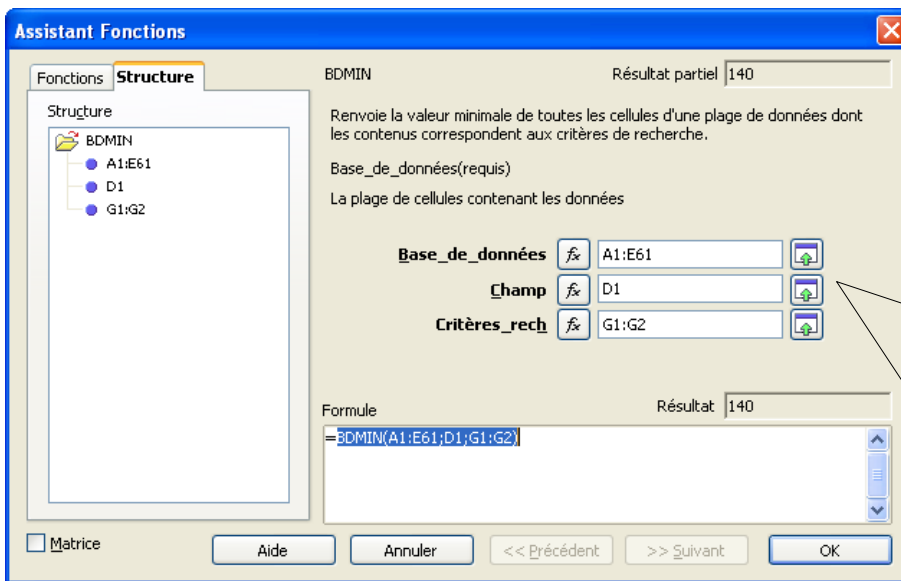 Assistant Fonctions
Fonctions Structure
Structure
BDMIN
A1:E61
D1
G1:G2
BDMIN Résultat partiel 140
Renvoie la valeur minimale de toutes les cellules d'une plage de données dont
les contenus correspondent aux critères de recherche.
Base_de_données(requis)
La plage de cellules contenant les données
Base_de_données fx A1:E61
Champ fx D1
Critères_rech fx G1:G2
Formule Résultat 140
=BDMIN(A1:E61;D1;G1:G2)
Matrice Aide Annuler << Précédent >> Suivant OK